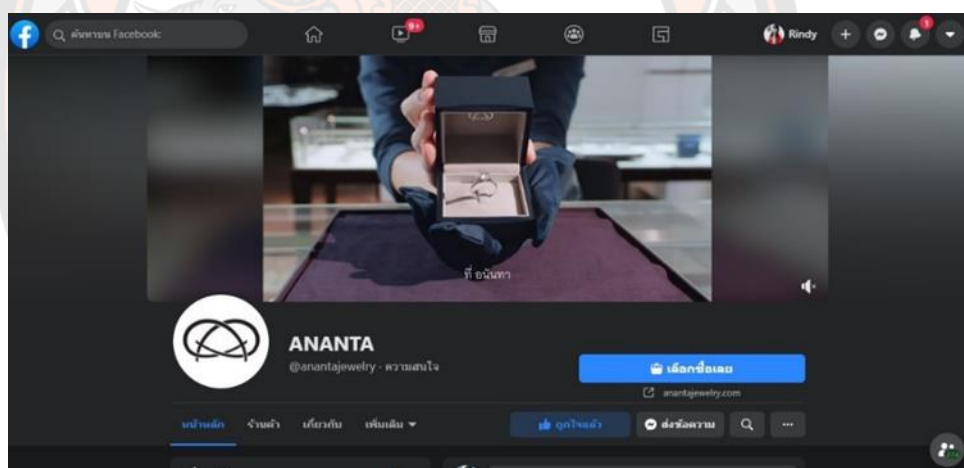 ค้นหาบน Facebook
9+
Rindy
1
ที่ อนันทา
ANANTA
@anantajewelry · ความสนใจ
เลือกซื้อเลย
anantajewelry.com
หน้าหลัก ร้านค้า เกี่ยวกับ เพิ่มเติม
ถูกใจแล้ว ส่งข้อความ